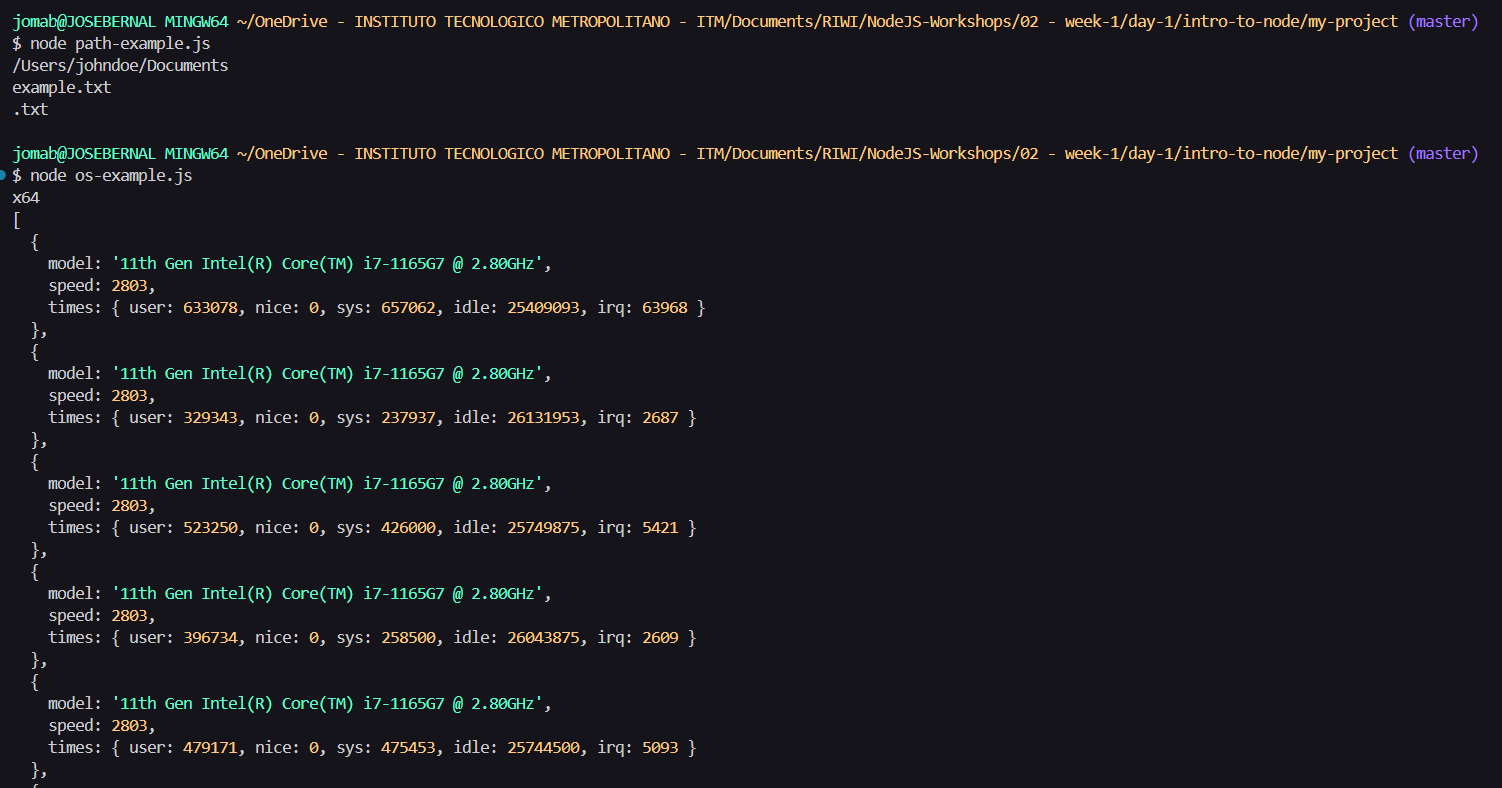 jomab@JOSEBERNAL MINGW64 ~/OneDrive - INSTITUTO TECNOLOGICO METROPOLITANO - ITM/Documents/RIWI/NodeJS-Workshops/02 - week-1/day-1/intro-to-node/my-project (master)
$ node path-example.js
/Users/johndoe/Documents
example.txt
.txt
jomab@JOSEBERNAL MINGW64 ~/OneDrive - INSTITUTO TECNOLOGICO METROPOLITANO - ITM/Documents/RIWI/NodeJS-Workshops/02 - week-1/day-1/intro-to-node/my-project (master)
$ node os-example.js
x64
[
  {
    model: '11th Gen Intel(R) Core(TM) i7-1165G7 @ 2.80GHz',
    speed: 2803,
    times: { user: 633078, nice: 0, sys: 657062, idle: 25409093, irq: 63968 }
  },
  {
    model: '11th Gen Intel(R) Core(TM) i7-1165G7 @ 2.80GHz',
    speed: 2803,
    times: { user: 329343, nice: 0, sys: 237937, idle: 26131953, irq: 2687 }
  },
  {
    model: '11th Gen Intel(R) Core(TM) i7-1165G7 @ 2.80GHz',
    speed: 2803,
    times: { user: 523250, nice: 0, sys: 426000, idle: 25749875, irq: 5421 }
  },
  {
    model: '11th Gen Intel(R) Core(TM) i7-1165G7 @ 2.80GHz',
    speed: 2803,
    times: { user: 396734, nice: 0, sys: 258500, idle: 26043875, irq: 2609 }
  },
  {
    model: '11th Gen Intel(R) Core(TM) i7-1165G7 @ 2.80GHz',
    speed: 2803,
    times: { user: 479171, nice: 0, sys: 475453, idle: 25744500, irq: 5093 }
  },